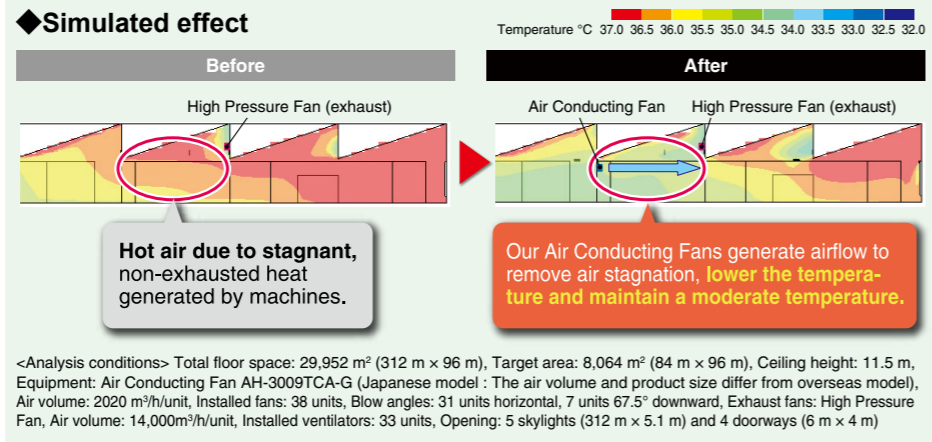 ◆Simulated effect
Temperature °C 37.0 36.5 36.0 35.5 35.0 34.5 34.0 33.5 33.0 32.5 32.0
Before
After
High Pressure Fan (exhaust)
Air Conducting Fan
High Pressure Fan (exhaust)
Hot air due to stagnant,
non-exhausted heat
generated by machines.
Our Air Conducting Fans generate airflow to
remove air stagnation, lower the tempera-
ture and maintain a moderate temperature.
<Analysis conditions> Total floor space: 29,952 m² (312 m × 96 m), Target area: 8,064 m² (84 m × 96 m), Ceiling height: 11.5 m,
Equipment: Air Conducting Fan AH-3009TCA-G (Japanese model : The air volume and product size differ from overseas model),
Air volume: 2020 m³/h/unit, Installed fans: 38 units, Blow angles: 31 units horizontal, 7 units 67.5° downward, Exhaust fans: High Pressure
Fan, Air volume: 14,000m³/h/unit, Installed ventilators: 33 units, Opening: 5 skylights (312 m × 5.1 m) and 4 doorways (6 m × 4 m)